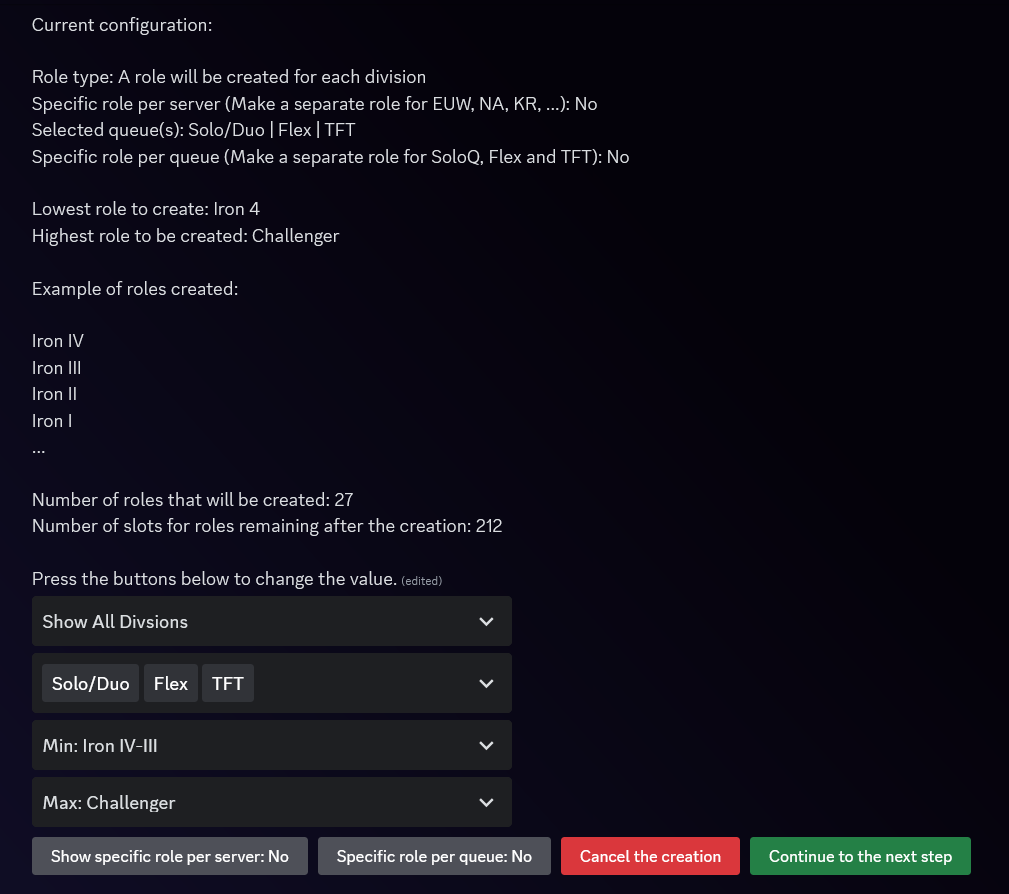 Current configuration:
Role type: A role will be created for each division
Specific role per server (Make a separate role for EUW, NA, KR, ...): No
Selected queue(s): Solo/Duo | Flex | TFT
Specific role per queue (Make a separate role for SoloQ, Flex and TFT): No
Lowest role to create: Iron 4
Highest role to be created: Challenger
Example of roles created:
Iron IV
Iron III
Iron II
Iron I
...
Number of roles that will be created: 27
Number of slots for roles remaining after the creation: 212
Press the buttons below to change the value. (edited)
Show All Divsions
Solo/Duo Flex TFT
Min: Iron IV-III
Max: Challenger
Show specific role per server: No Specific role per queue: No Cancel the creation Continue to the next step